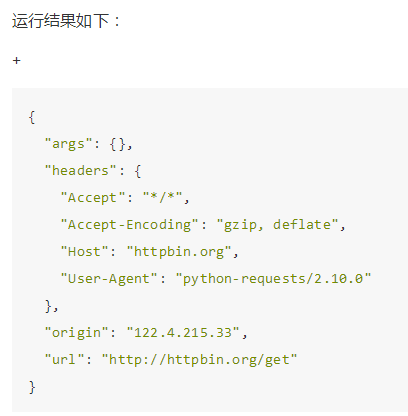 运行结果如下：
+
{
  "args": {},
  "headers": {
    "Accept": "*/*",
    "Accept-Encoding": "gzip, deflate",
    "Host": "httpbin.org",
    "User-Agent": "python-requests/2.10.0"
  },
  "origin": "122.4.215.33",
  "url": "http://httpbin.org/get"
}